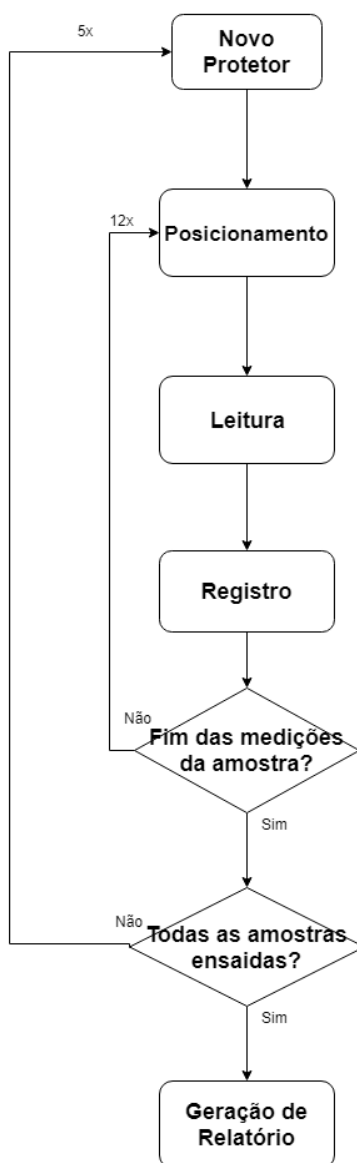 5x
Novo
Protetor
12x
Posicionamento
Leitura
Registro
Não
Fim das medições
da amostra?
Sim
Não
Todas as amostras
ensaidas?
Sim
Geração de
Relatório